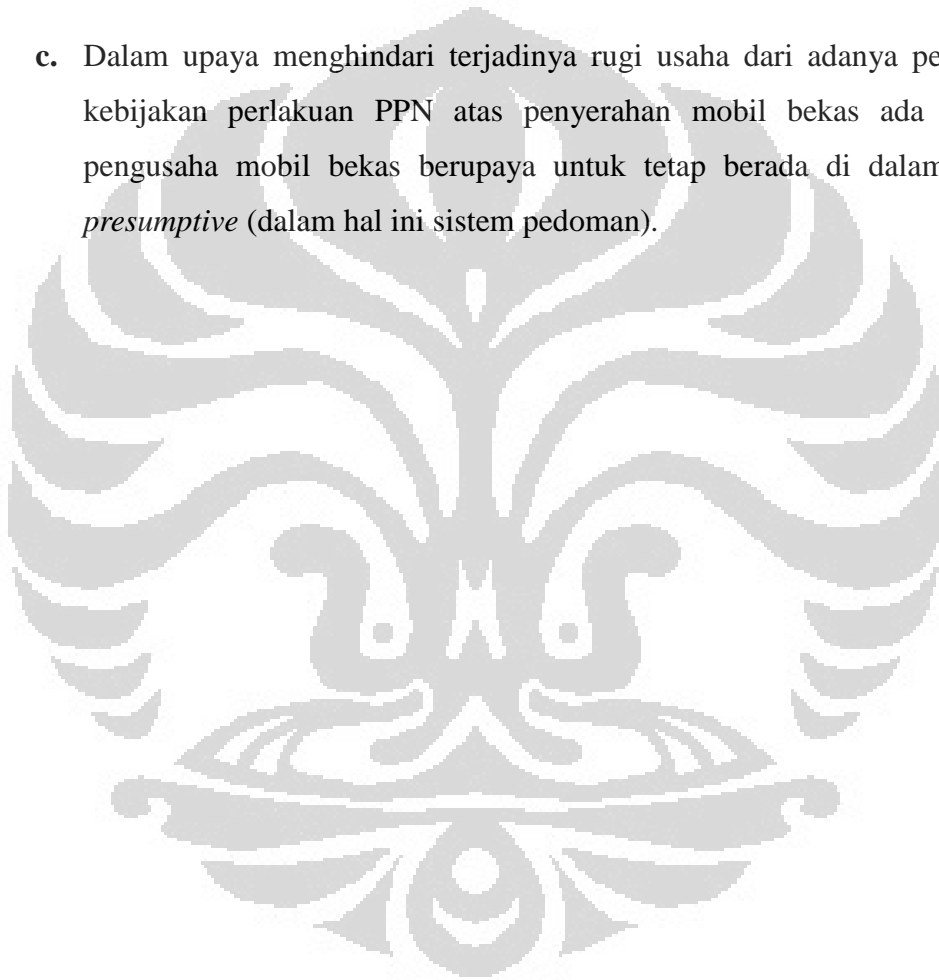 c. Dalam upaya menghindari terjadinya rugi usaha dari adanya pe
kebijakan perlakuan PPN atas penyerahan mobil bekas ada
pengusaha mobil bekas berupaya untuk tetap berada di dalam
presumptive (dalam hal ini sistem pedoman).